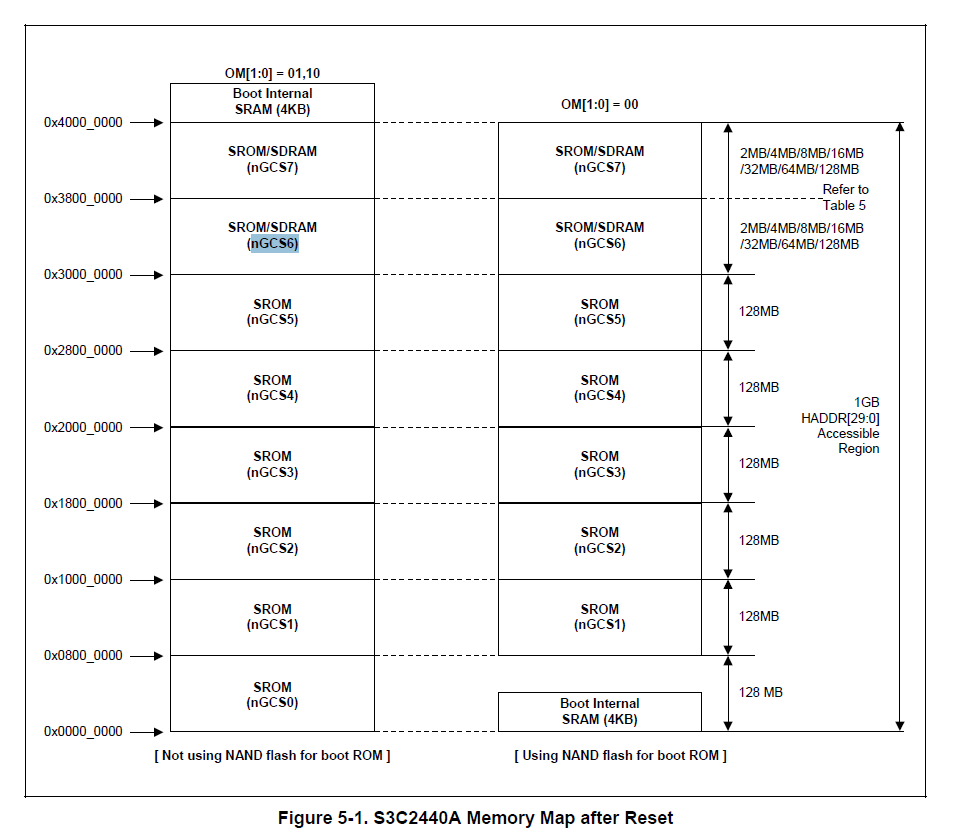 OM[1:0] = 01,10
Boot Internal
SRAM (4KB)
OM[1:0] = 00
0x4000_0000
SROM/SDRAM
(nGCS7)
SROM/SDRAM
(nGCS7)
2MB/4MB/8MB/16MB
/32MB/64MB/128MB
0x3800_0000
Refer to
Table 5
SROM/SDRAM
(nGCS6)
SROM/SDRAM
(nGCS6)
2MB/4MB/8MB/16MB
/32MB/64MB/128MB
0x3000_0000
SROM
(nGCS5)
SROM
(nGCS5)
128MB
0x2800_0000
SROM
(nGCS4)
SROM
(nGCS4)
128MB
1GB
HADDR[29:0]
Accessible
Region
0x2000_0000
SROM
(nGCS3)
SROM
(nGCS3)
128MB
0x1800_0000
SROM
(nGCS2)
SROM
(nGCS2)
128MB
0x1000_0000
SROM
(nGCS1)
SROM
(nGCS1)
128MB
0x0800_0000
SROM
(nGCS0)
Boot Internal
SRAM (4KB)
128 MB
0x0000_0000
[ Not using NAND flash for boot ROM ]
[ Using NAND flash for boot ROM ]
Figure 5-1. S3C2440A Memory Map after Reset